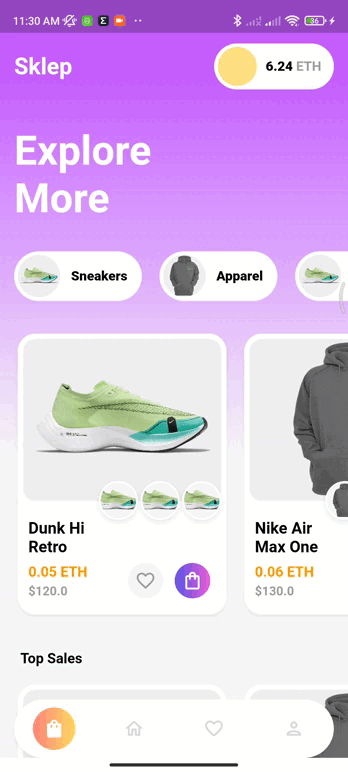 11:30 AM
36
Sklep
6.24 ETH
Explore
More
Sneakers
Apparel
Dunk Hi
Retro
0.05 ETH
$120.0
Nike Air
Max One
0.06 ETH
$130.0
Top Sales